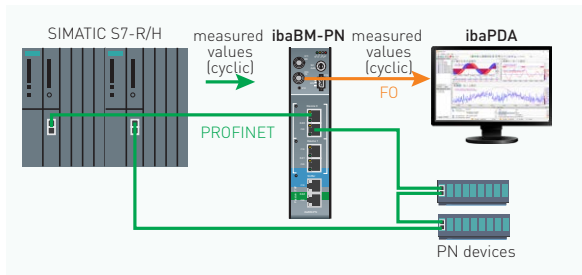 SIMATIC S7-R/H
measured
values
(cyclic)
ibaBM-PN
measured
values
(cyclic)
FO
ibaPDA
PROFINET
PN devices